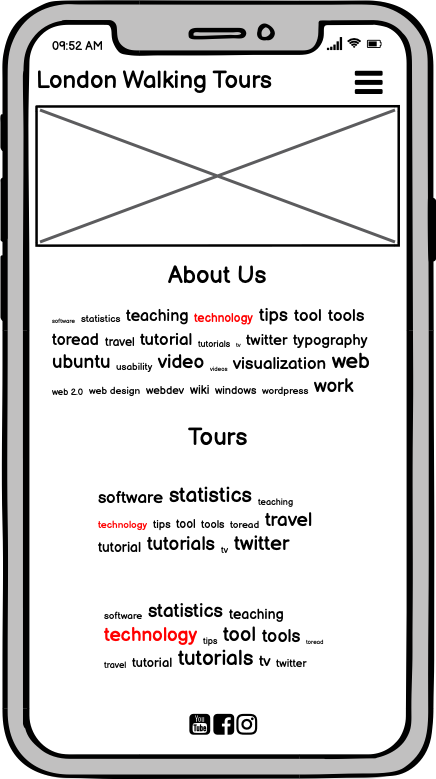 09:52 AM
London Walking Tours
About Us
software statistics teaching technology tips tool tools
toread travel tutorial tutorials tv twitter typography
ubuntu usability video videos visualization web
web 2.0 web design webdev wiki windows wordpress work
Tours
software statistics teaching
technology tips tool tools toread travel
tutorial tutorials tv twitter
software statistics teaching
technology tips tool tools toread
travel tutorial tutorials tv twitter
You Tube